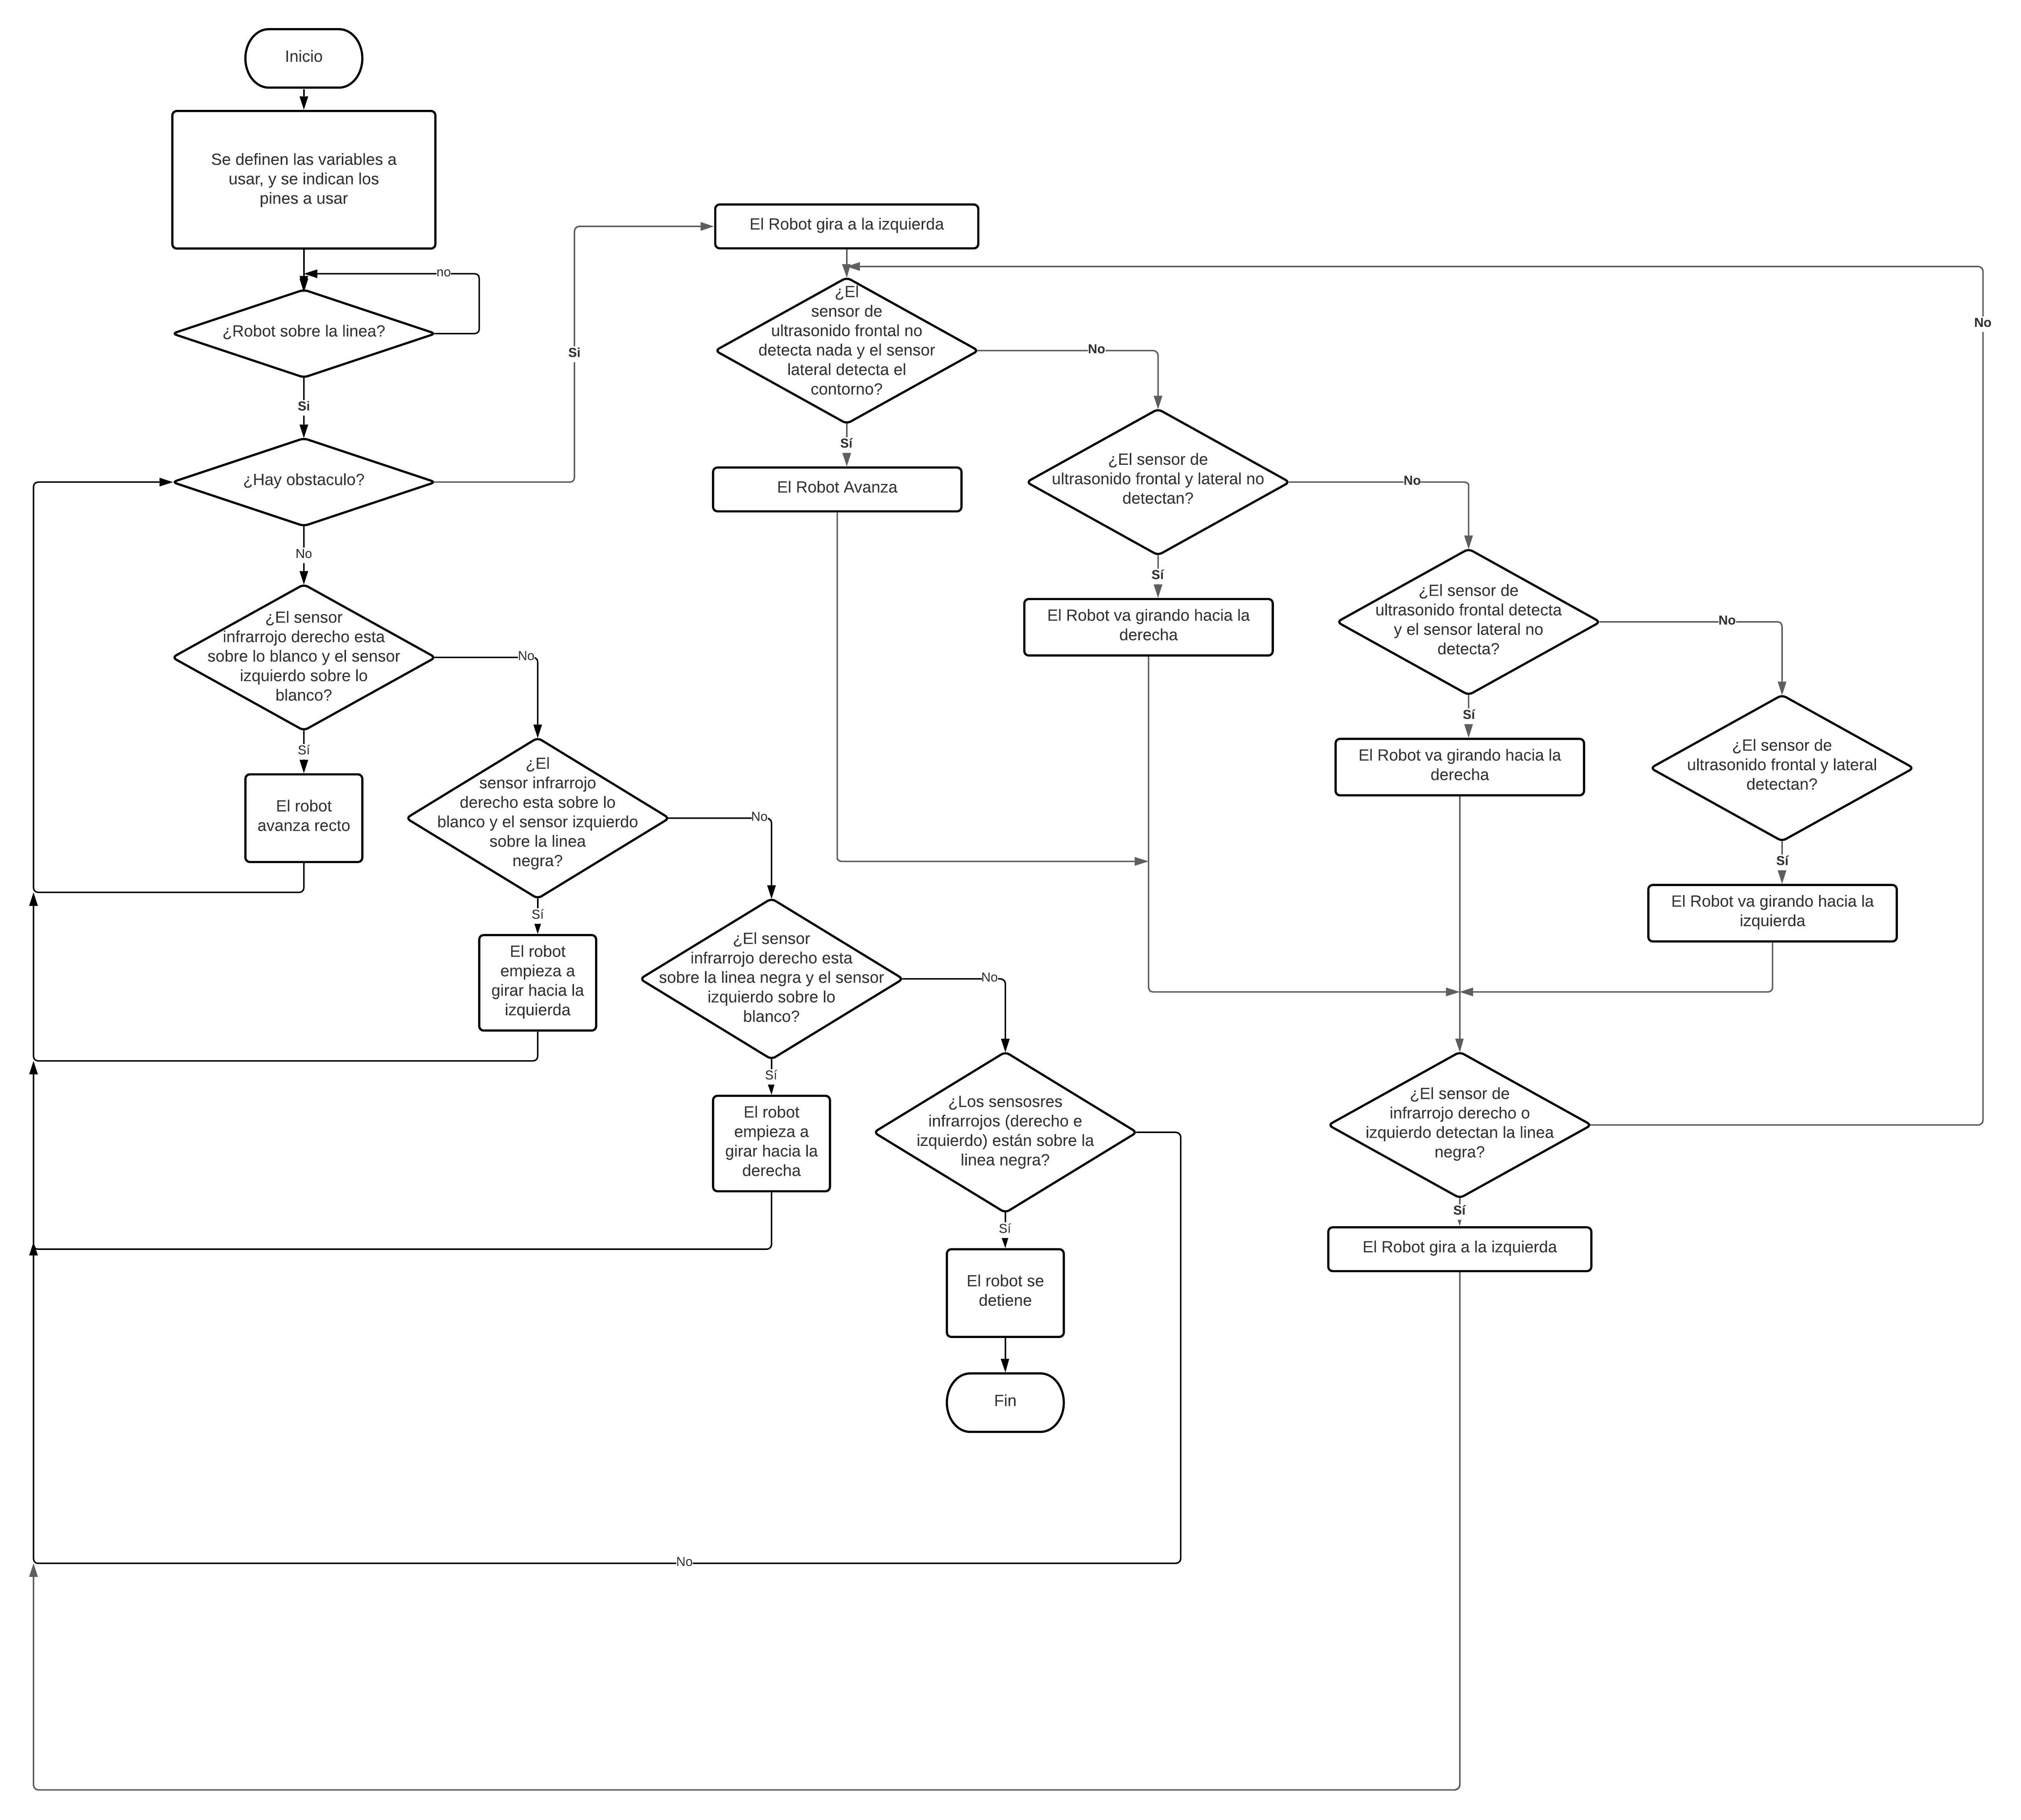 Inicio
Se definen las variables a
usar, y se indican los
pines a usar
no
¿Robot sobre la linea?
Si
¿Hay obstaculo?
Si
No
¿El sensor
infrarrojo derecho esta
sobre lo blanco y el sensor
izquierdo sobre lo
blanco?
No
Sí
El robot
avanza recto
¿El
sensor infrarrojo
derecho esta sobre lo
blanco y el sensor izquierdo
sobre la linea
negra?
No
Sí
El robot
empieza a
girar hacia la
izquierda
¿El sensor
infrarrojo derecho esta
sobre la linea negra y el sensor
izquierdo sobre lo
blanco?
No
Sí
El robot
empieza a
girar hacia la
derecha
¿Los sensosres
infrarrojos (derecho e
izquierdo) están sobre la
linea negra?
Sí
El robot se
detiene
Fin
No
El Robot gira a la izquierda
¿El
sensor de
ultrasonido frontal no
detecta nada y el sensor
lateral detecta el
contorno?
No
Sí
El Robot Avanza
¿El sensor de
ultrasonido frontal y lateral no
detectan?
No
Sí
El Robot va girando hacia la
derecha
¿El sensor de
ultrasonido frontal detecta
y el sensor lateral no
detecta?
No
Sí
El Robot va girando hacia la
derecha
¿El sensor de
ultrasonido frontal y lateral
detectan?
Sí
El Robot va girando hacia la
izquierda
¿El sensor de
infrarrojo derecho o
izquierdo detectan la linea
negra?
No
Sí
El Robot gira a la izquierda